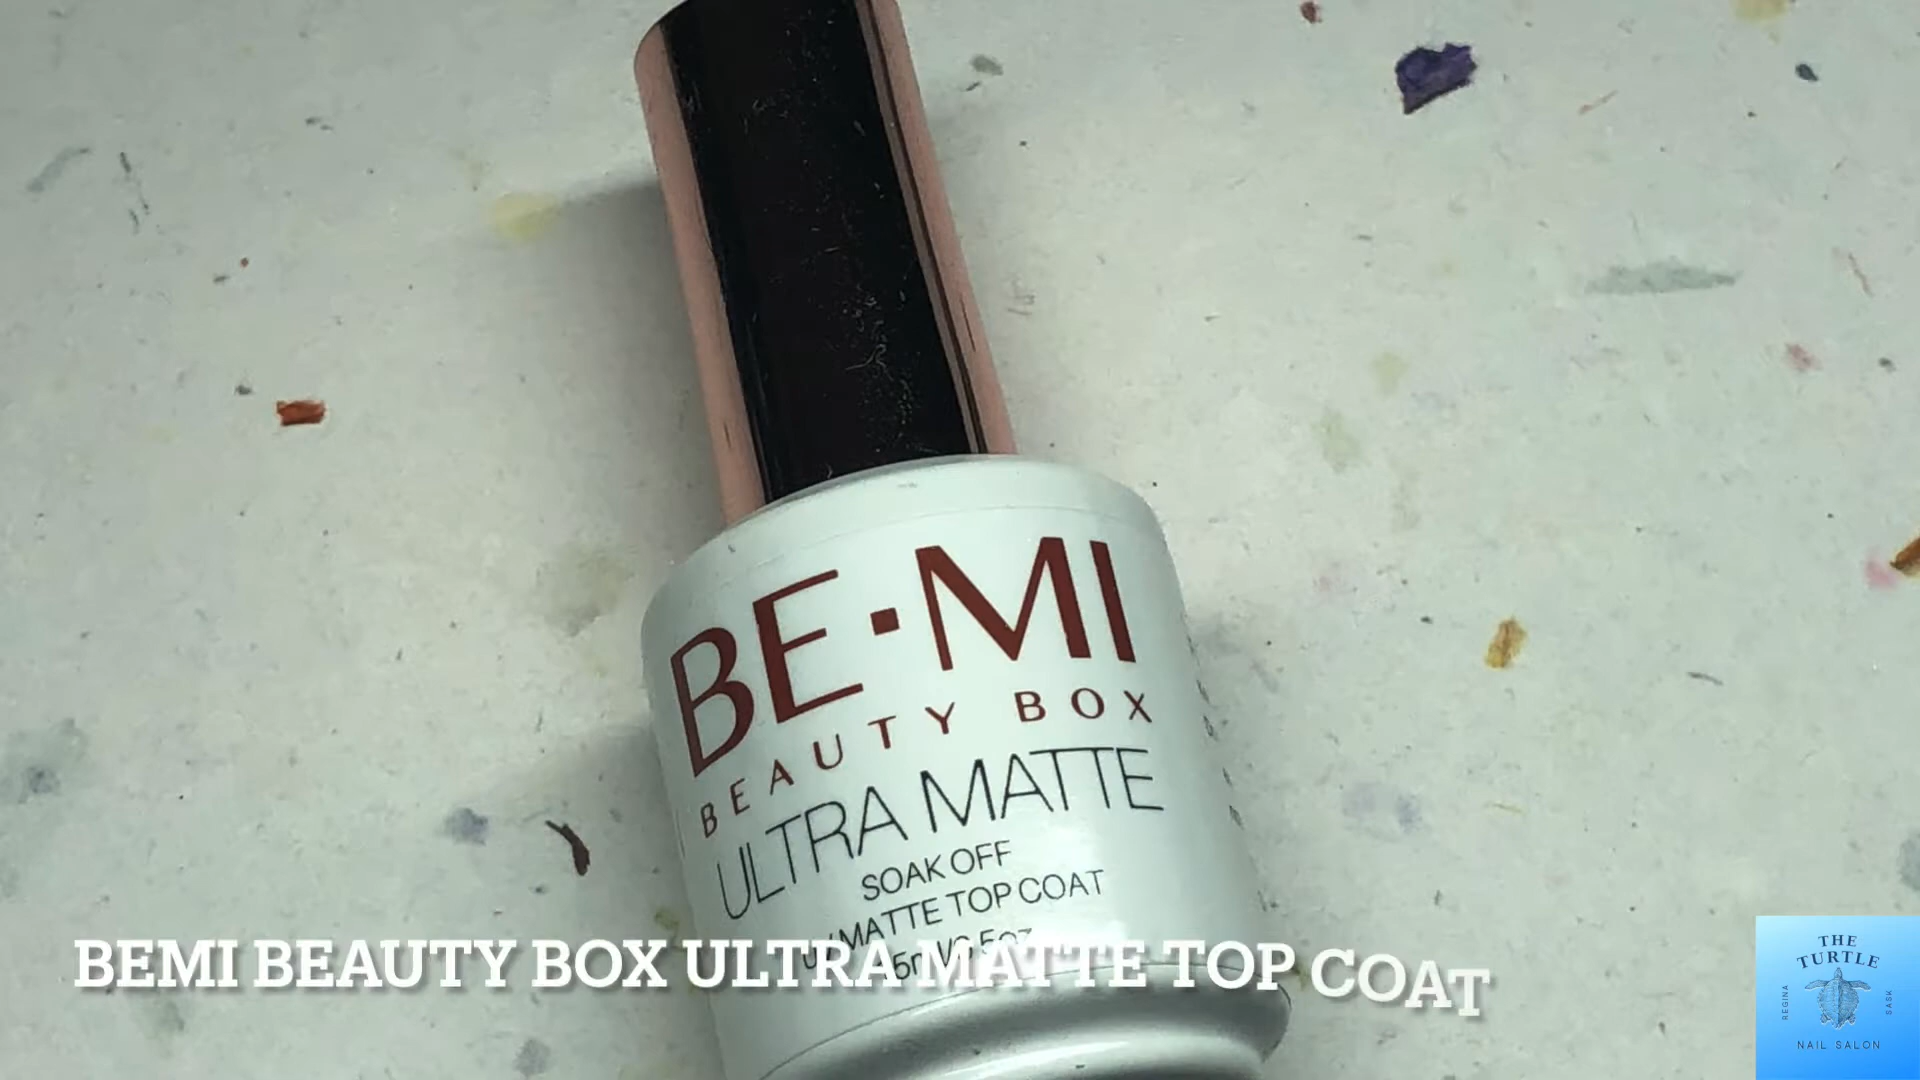 BE·MI
BEAUTY BOX
ULTRA MATTE
SOAK OFF
MATTE TOP COAT
BEMI BEAUTY BOX ULTRA MATTE TOP COAT
THE
TURTLE
REGINA
SASK
NAIL SALON